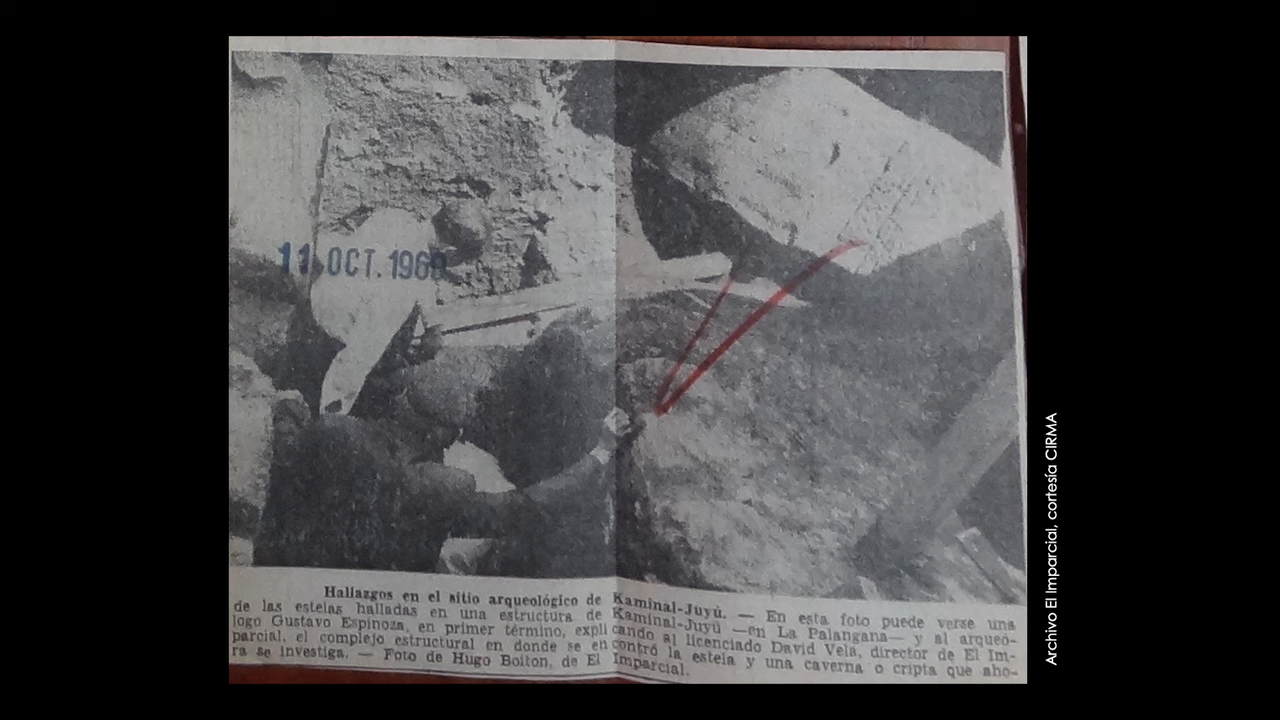 11 OCT. 1960
Hallazgos en el sitio arqueológico de Kaminal-Juyú. — En esta foto puede verse una
de las estelas halladas en una estructura de Kaminal-Juyú —en La Palangana— y al arqueo-
logo Gustavo Espinoza, en primer término, expli cando al licenciado David Vela, director de El Im-
parcial, el complejo estructural en donde se en contró la estela y una caverna o cripta que aho-
ra se investiga. — Foto de Hugo Bolton, de El Imparcial.
Archivo El Imparcial, cortesía CIRMA